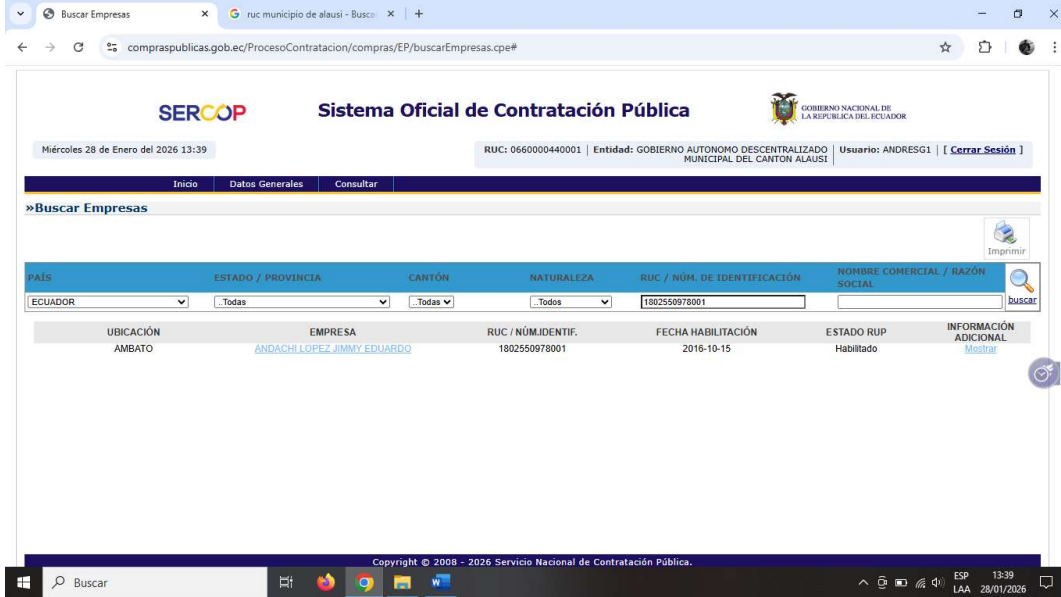 Buscar Empresas
ruc municipio de alausi - Busca
compraspublicas.gob.ec/ProcesoContratacion/compras/EP/buscarEmpresas.cpe#
SERCOP
Sistema Oficial de Contratación Pública
GOBIERNO NACIONAL DE
LA REPUBLICA DEL ECUADOR
Miércoles 28 de Enero del 2026 13:39
RUC: 0660000440001 | Entidad: GOBIERNO AUTONOMO DESCENTRALIZADO MUNICIPAL DEL CANTON ALAUSI | Usuario: ANDRESG1 | [ Cerrar Sesión ]
Inicio Datos Generales Consultar
»Buscar Empresas
Imprimir
PAÍS ESTADO / PROVINCIA CANTÓN NATURALEZA RUC / NÚM. DE IDENTIFICACIÓN NOMBRE COMERCIAL / RAZÓN SOCIAL
ECUADOR ..Todas ..Todas ..Todos 1802550978001 buscar
UBICACIÓN EMPRESA RUC / NÚM.IDENTIF. FECHA HABILITACIÓN ESTADO RUP INFORMACIÓN ADICIONAL
AMBATO ANDACHI LOPEZ JIMMY EDUARDO 1802550978001 2016-10-15 Habilitado Mostrar
Copyright © 2008 - 2026 Servicio Nacional de Contratación Pública.
Buscar
ESP 13:39
LAA 28/01/2026